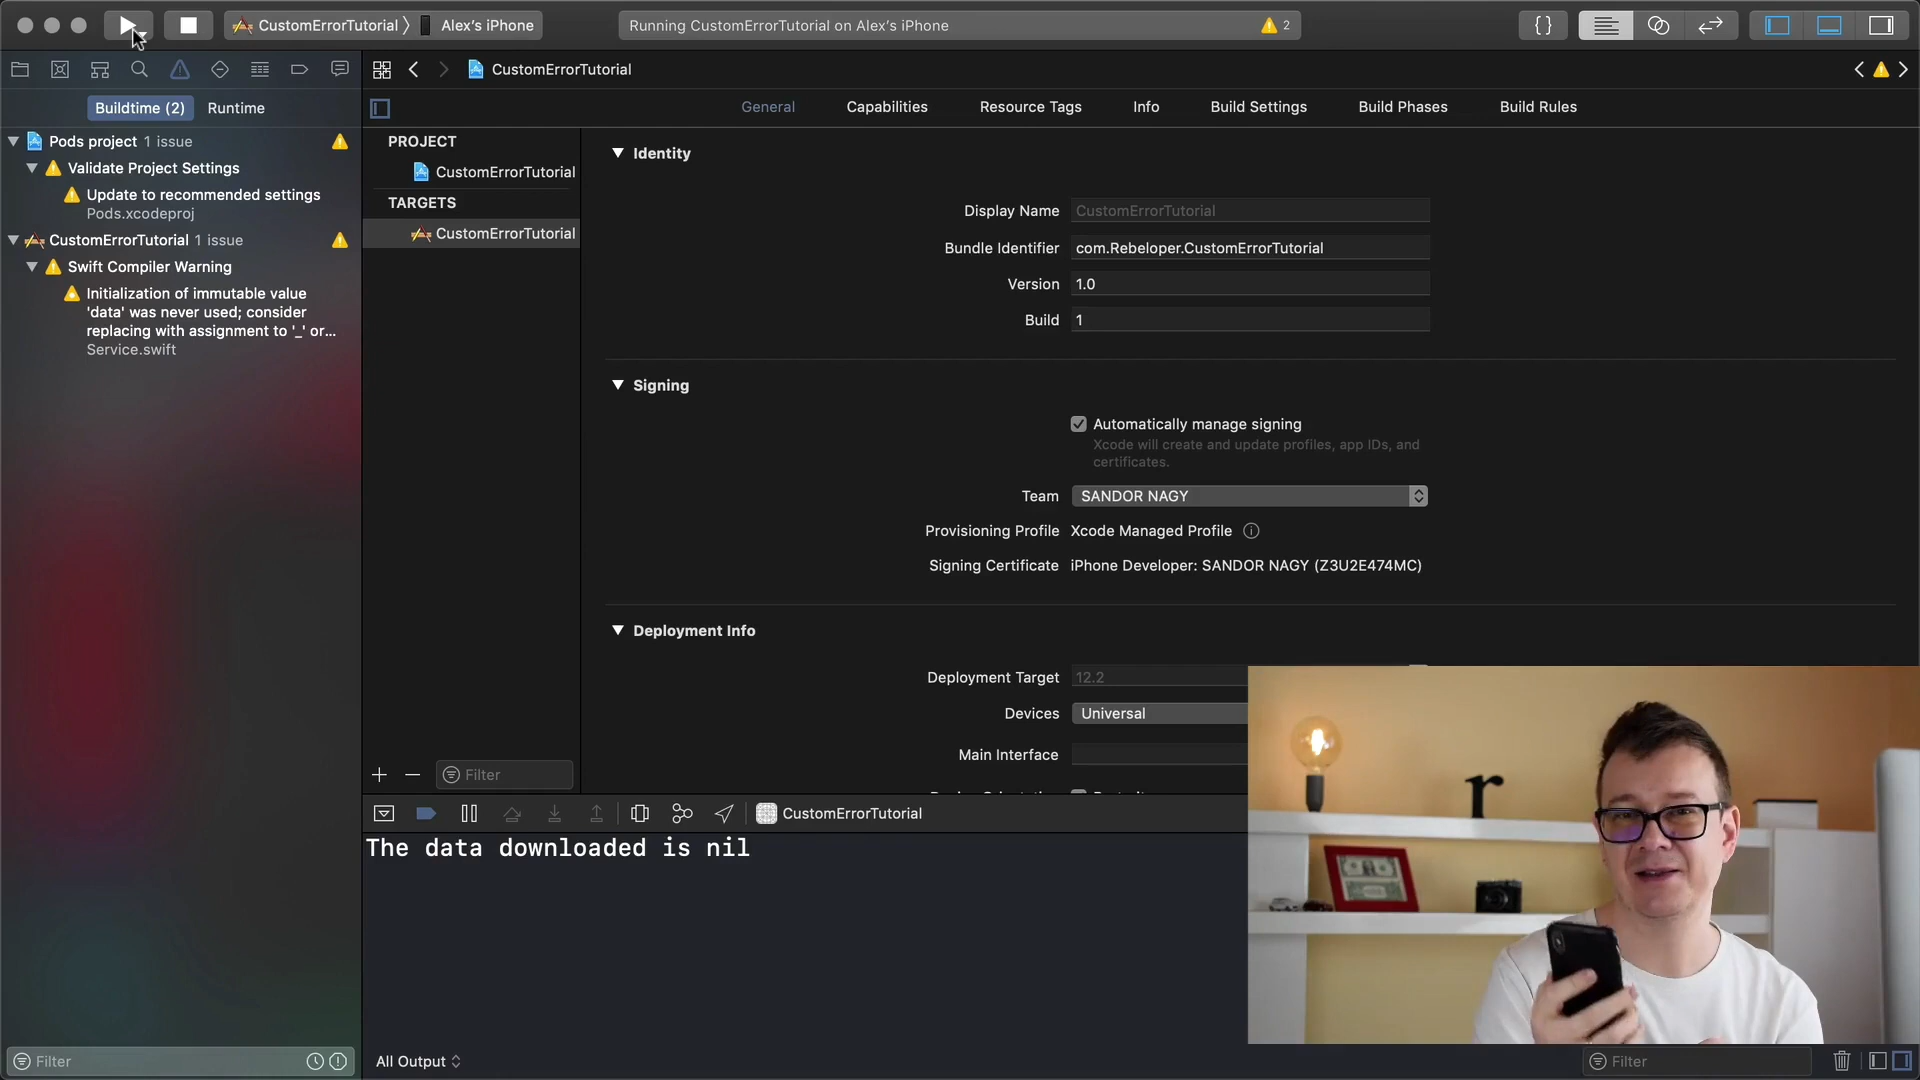 CustomErrorTutorial
Alex's iPhone
Running CustomErrorTutorial on Alex's iPhone
2
{ }
CustomErrorTutorial
Buildtime (2)
Runtime
General
Capabilities
Resource Tags
Info
Build Settings
Build Phases
Build Rules
Pods project 1 issue
Validate Project Settings
Update to recommended settings
Pods.xcodeproj
CustomErrorTutorial 1 issue
Swift Compiler Warning
Initialization of immutable value
'data' was never used; consider
replacing with assignment to '_' or...
Service.swift
PROJECT
CustomErrorTutorial
TARGETS
CustomErrorTutorial
Identity
Display Name CustomErrorTutorial
Bundle Identifier com.Rebeloper.CustomErrorTutorial
Version 1.0
Build 1
Signing
Automatically manage signing
Xcode will create and update profiles, app IDs, and
certificates.
Team SANDOR NAGY
Provisioning Profile Xcode Managed Profile
Signing Certificate iPhone Developer: SANDOR NAGY (Z3U2E474MC)
Deployment Info
Deployment Target 12.2
Devices Universal
Main Interface
Filter
CustomErrorTutorial
The data downloaded is nil
r
Filter
All Output
Filter